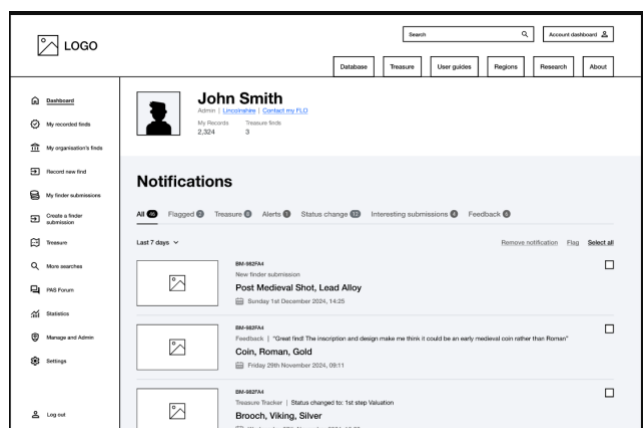 LOGO
Search
Account dashboard
Database
Treasure
User guides
Regions
Research
About
Dashboard
My recorded finds
My organisation's finds
Record new find
My finder submissions
Create a finder
submission
Treasure
More searches
PAS Forum
Statistics
Manage and Admin
Settings
Log out
John Smith
Admin | Lincolnshire | Contact my FLO
My Records Treasure finds
2,324 3
Notifications
All Flagged Treasure Alerts Status change Interesting submissions Feedback
Last 7 days
Remove notification Flag Select all
BM-982FA4
New finder submission
Post Medieval Shot, Lead Alloy
Sunday 1st December 2024, 14:25
BM-982FA4
Feedback | "Great find! The inscription and design make me think it could be an early medieval coin rather than Roman"
Coin, Roman, Gold
Friday 29th November 2024, 09:11
BM-982FA4
Treasure Tracker | Status changed to: 1st step Valuation
Brooch, Viking, Silver